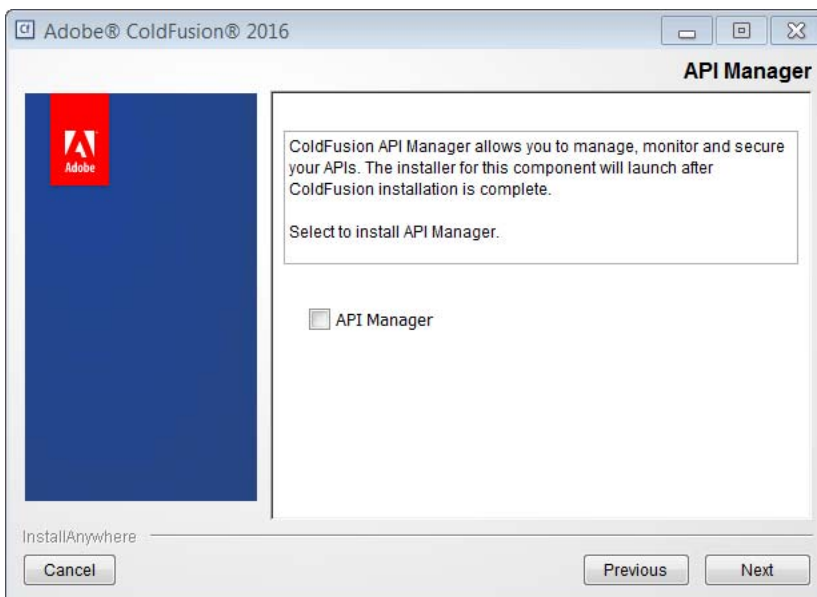 Cf Adobe® ColdFusion® 2016
API Manager
Adobe
ColdFusion API Manager allows you to manage, monitor and secure
your APIs. The installer for this component will launch after
ColdFusion installation is complete.
Select to install API Manager.
API Manager
InstallAnywhere
Cancel
Previous
Next